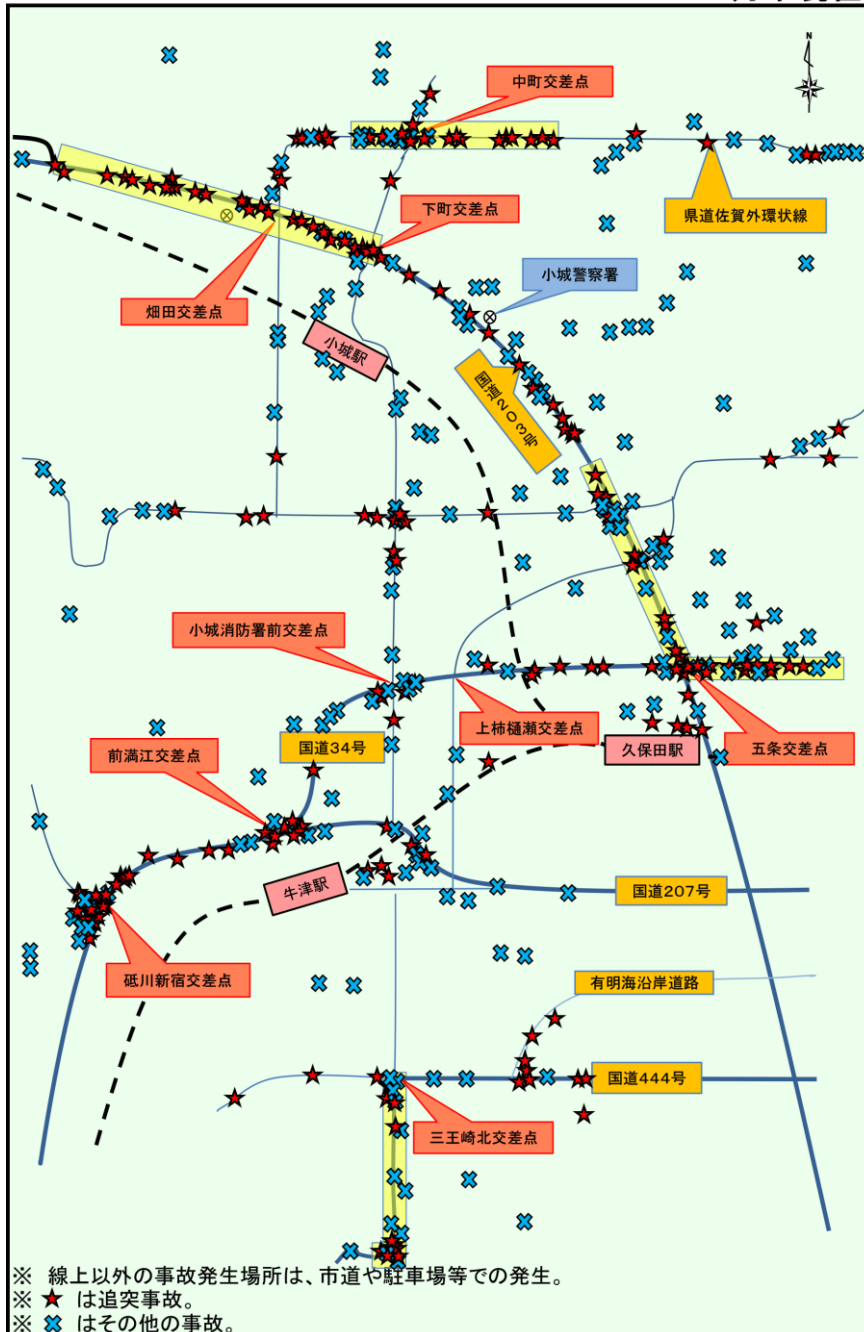 N
中町交差点
県道佐賀外環状線
下町交差点
小城警察署
畑田交差点
小城駅
国道203号
小城消防署前交差点
上柿樋瀬交差点
国道34号
久保田駅
五条交差点
前満江交差点
牛津駅
国道207号
砥川新宿交差点
有明海沿岸道路
国道444号
三王崎北交差点
※ 線上以外の事故発生場所は、市道や駐車場等での発生。
※ ★ は追突事故。
※ ✖ はその他の事故。